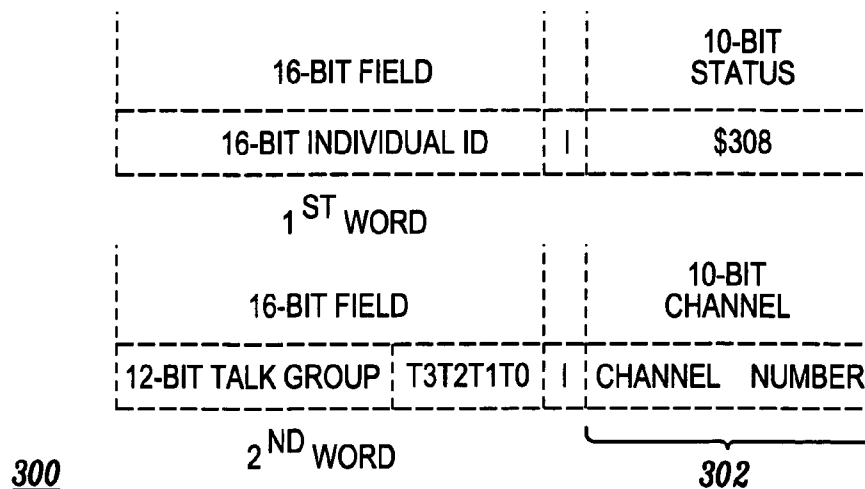 16-BIT FIELD
10-BIT
STATUS
16-BIT INDIVIDUAL ID I $308
1ST WORD
16-BIT FIELD
10-BIT
CHANNEL
12-BIT TALK GROUP T3T2T1T0 I CHANNEL NUMBER
2ND WORD
300
302